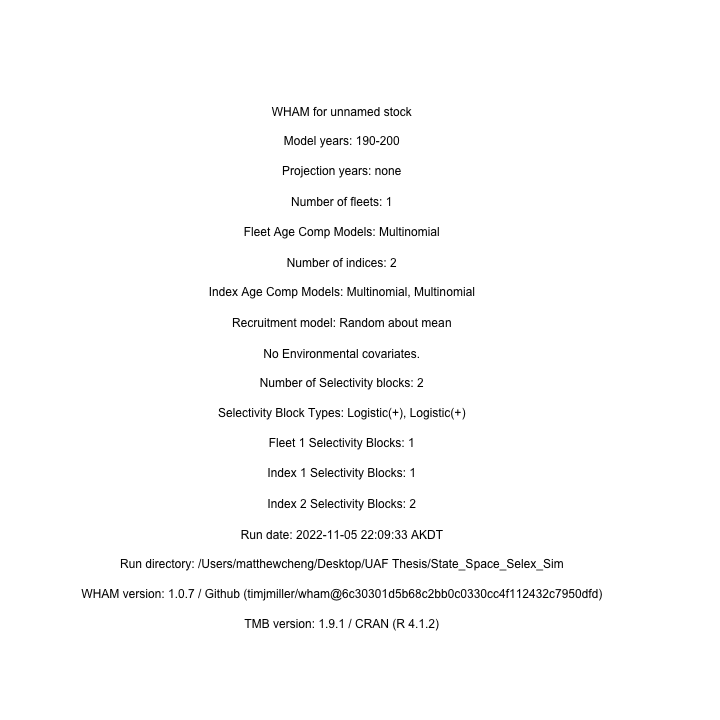 WHAM for unnamed stock
Model years: 190-200
Projection years: none
Number of fleets: 1
Fleet Age Comp Models: Multinomial
Number of indices: 2
Index Age Comp Models: Multinomial, Multinomial
Recruitment model: Random about mean
No Environmental covariates.
Number of Selectivity blocks: 2
Selectivity Block Types: Logistic(+), Logistic(+)
Fleet 1 Selectivity Blocks: 1
Index 1 Selectivity Blocks: 1
Index 2 Selectivity Blocks: 2
Run date: 2022-11-05 22:09:33 AKDT
Run directory: /Users/matthewcheng/Desktop/UAF Thesis/State_Space_Selex_Sim
WHAM version: 1.0.7 / Github (timjmiller/wham@6c30301d5b68c2bb0c0330cc4f112432c7950dfd)
TMB version: 1.9.1 / CRAN (R 4.1.2)